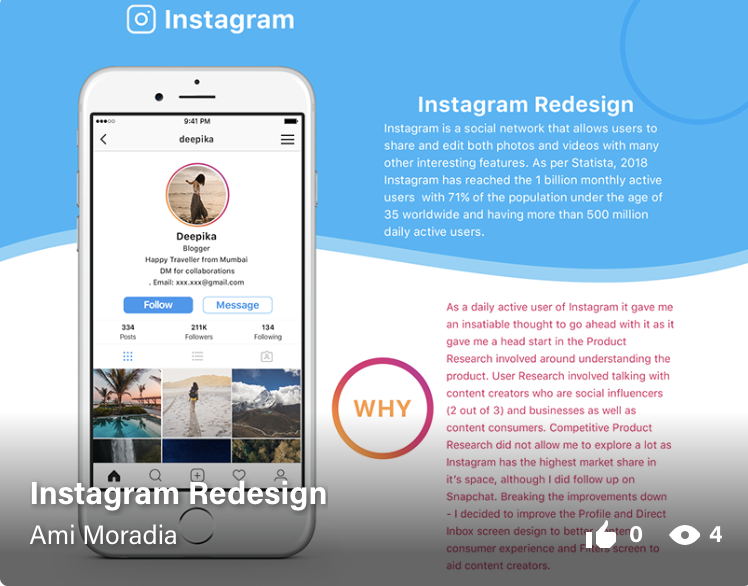 Instagram
9:41 PM
deepika
Deepika
Blogger
Happy Traveller from Mumbai
DM for collaborations
. Email: xxx.xxx@gmail.com
Follow
Message
334
211K
134
Posts
Followers
Following
Instagram Redesign
Instagram is a social network that allows users to
share and edit both photos and videos with many
other interesting features. As per Statista, 2018
Instagram has reached the 1 billion monthly active
users with 71% of the population under the age of
35 worldwide and having more than 500 million
daily active users.
WHY
As a daily active user of Instagram it gave me
an insatiable thought to go ahead with it as it
gave me a head start in the Product
Research involved around understanding the
product. User Research involved talking with
content creators who are social influencers
(2 out of 3) and businesses as well as
content consumers. Competitive Product
Research did not allow me to explore a lot as
Instagram has the highest market share in
it's space, although I did follow up on
Snapchat. Breaking the improvements down
- I decided to improve the Profile and Direct
Inbox screen design to better
consumer experience and Filters screen to
aid content creators.
Instagram Redesign
Ami Moradia
0
4